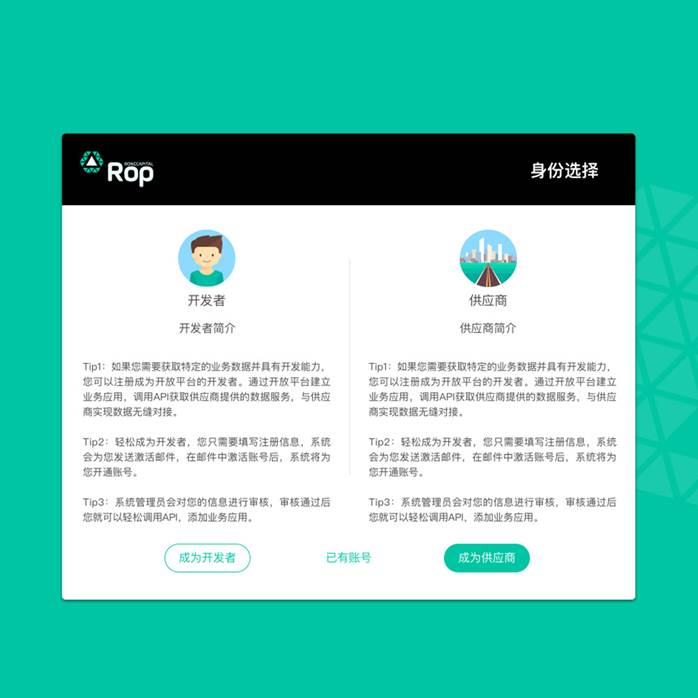 RONGCAPITAL
Rop
身份选择
开发者
开发者简介
Tip1：如果您需要获取特定的业务数据并具有开发能力，
您可以注册成为开放平台的开发者。通过开放平台建立
业务应用，调用API获取供应商提供的数据服务，与供应
商实现数据无缝对接。
Tip2：轻松成为开发者，您只需要填写注册信息，系统
会为您发送激活邮件，在邮件中激活账号后，系统将为
您开通账号。
Tip3：系统管理员会对您的信息进行审核，审核通过后
您就可以轻松调用API，添加业务应用。
成为开发者
已有账号
供应商
供应商简介
Tip1：如果您需要获取特定的业务数据并具有开发能力，
您可以注册成为开放平台的开发者。通过开放平台建立
业务应用，调用API获取供应商提供的数据服务，与供应
商实现数据无缝对接。
Tip2：轻松成为开发者，您只需要填写注册信息，系统
会为您发送激活邮件，在邮件中激活账号后，系统将为
您开通账号。
Tip3：系统管理员会对您的信息进行审核，审核通过后
您就可以轻松调用API，添加业务应用。
成为供应商